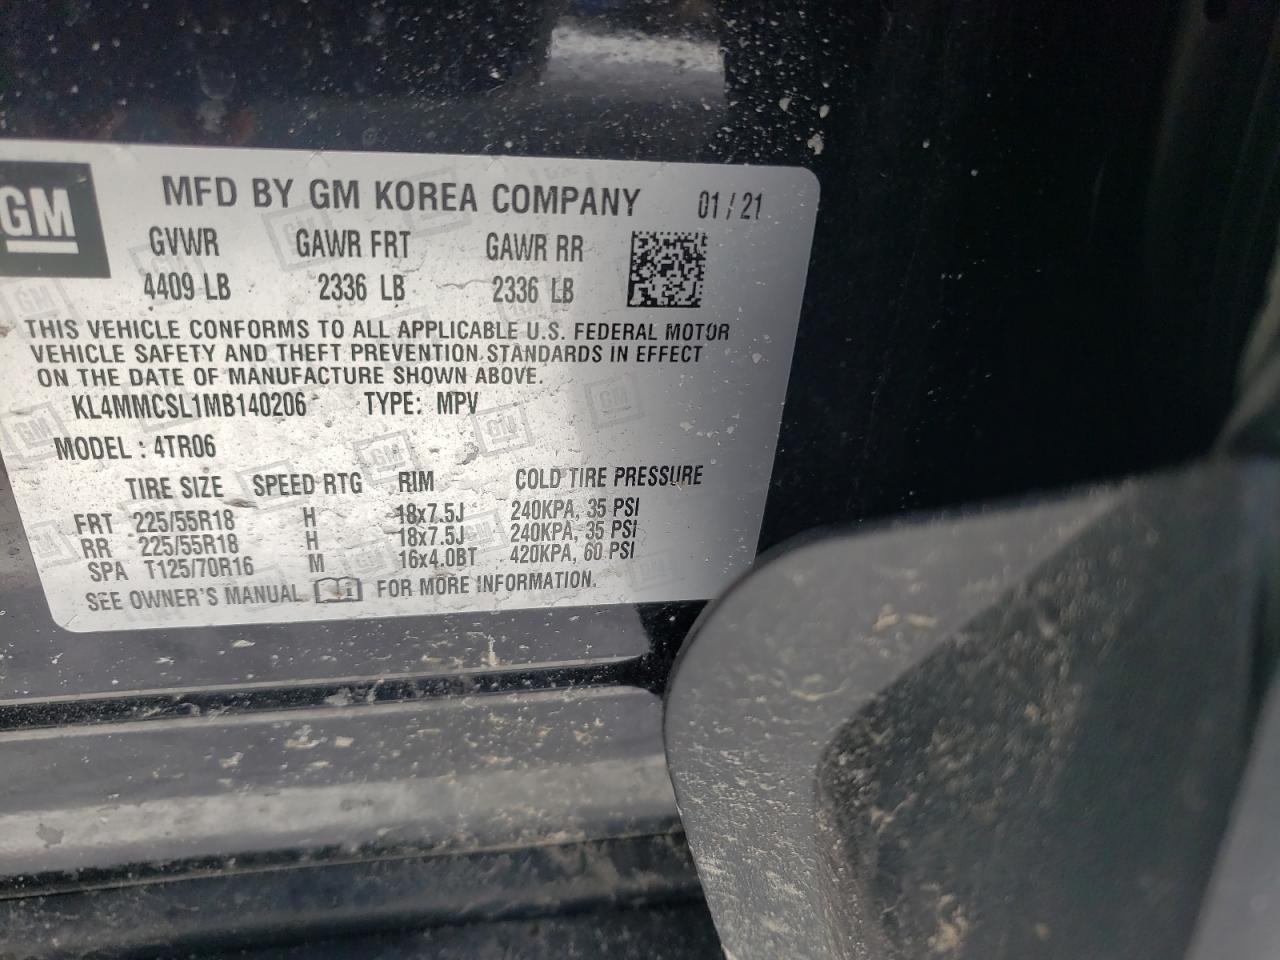 GM
MFD BY GM KOREA COMPANY 01 / 21
GVWR GAWR FRT GAWR RR
4409 LB 2336 LB 2336 LB
THIS VEHICLE CONFORMS TO ALL APPLICABLE U.S. FEDERAL MOTOR
VEHICLE SAFETY AND THEFT PREVENTION STANDARDS IN EFFECT
ON THE DATE OF MANUFACTURE SHOWN ABOVE.
KL4MMCSL1MB140206 TYPE: MPV
MODEL : 4TR06
TIRE SIZE SPEED RTG RIM COLD TIRE PRESSURE
FRT 225/55R18 H 18x7.5J 240KPA, 35 PSI
RR 225/55R18 H 18x7.5J 240KPA, 35 PSI
SPA T125/70R16 M 16x4.0BT 420KPA, 60 PSI
SEE OWNER'S MANUAL FOR MORE INFORMATION.